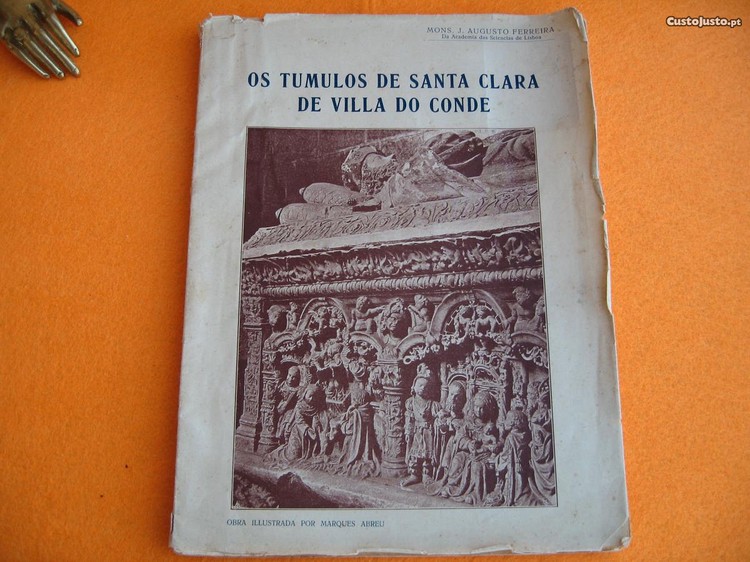 CustoJusto.pt
MONS. J. AUGUSTO FERREIRA
Da Academia das Sciencias de Lisboa
OS TUMULOS DE SANTA CLARA
DE VILLA DO CONDE
OBRA ILLUSTRADA POR MARQUES ABREU